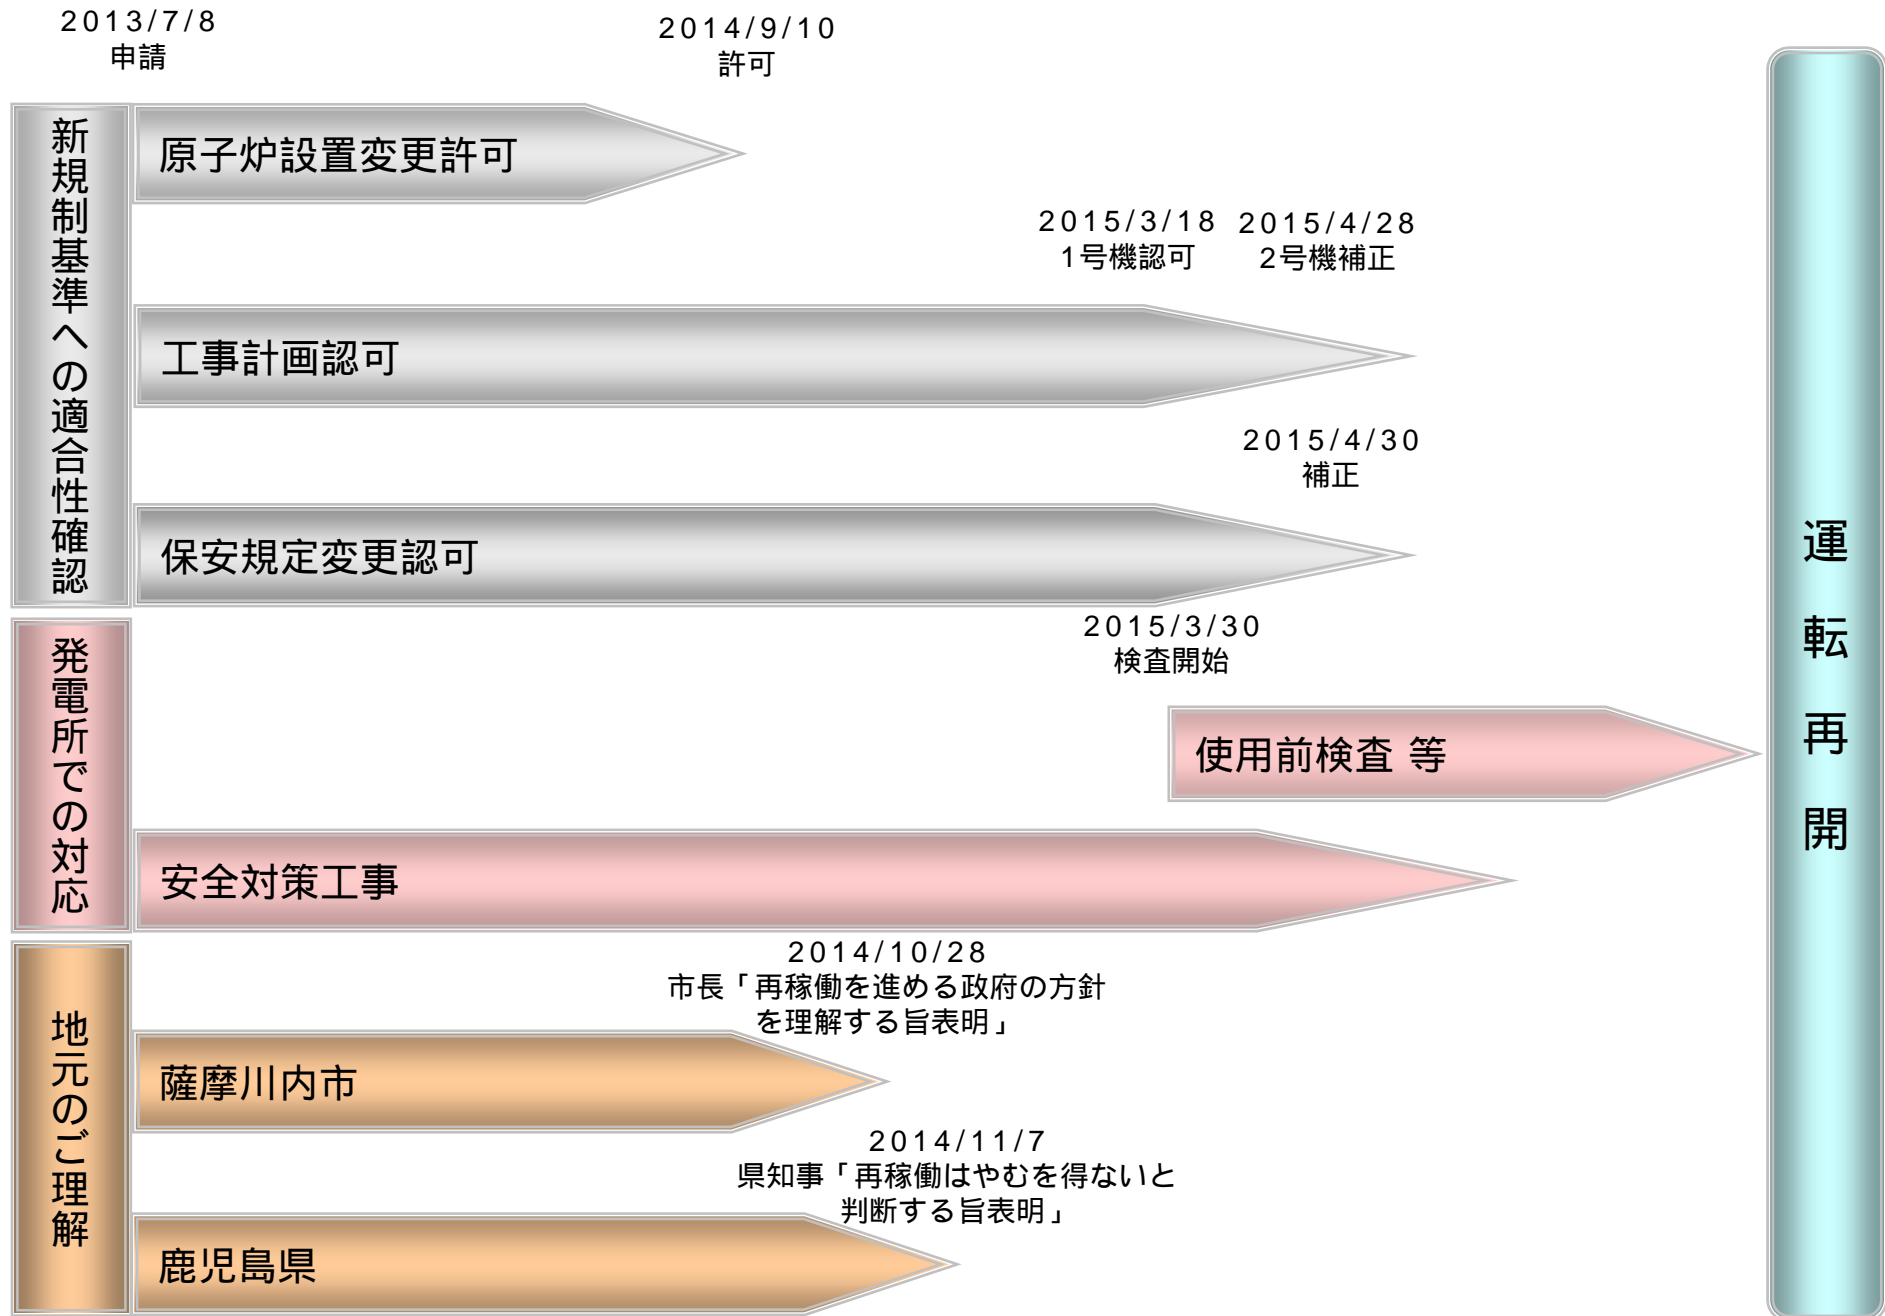 2013/7/8
申請
2014/9/10
許可
新規制基準への適合性確認
原子炉設置変更許可
2015/3/18
1号機認可
2015/4/28
2号機補正
工事計画認可
2015/4/30
補正
保安規定変更認可
発電所での対応
2015/3/30
検査開始
使用前検査 等
安全対策工事
地元のご理解
2014/10/28
市長「再稼働を進める政府の方針
を理解する旨表明」
薩摩川内市
2014/11/7
県知事「再稼働はやむを得ないと
判断する旨表明」
鹿児島県
運転再開